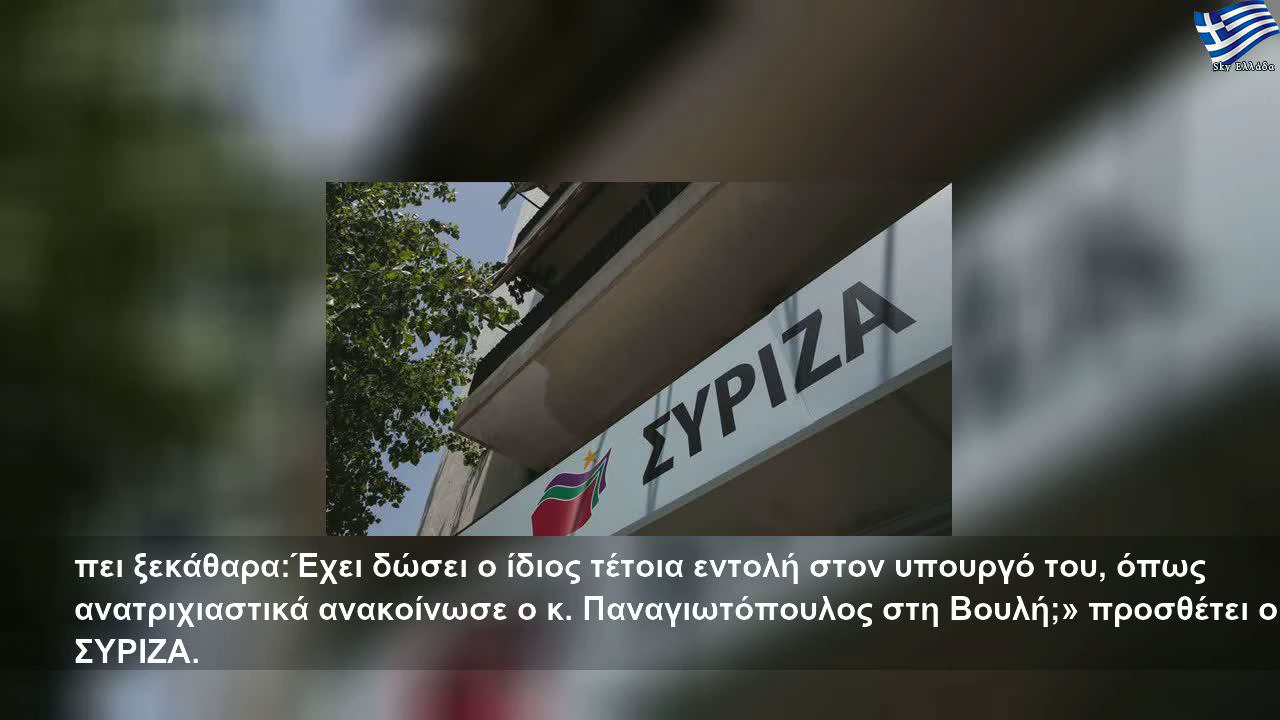 Sky Ελλάδα
ΣΥΡΙΖΑ
πει ξεκάθαρα: Έχει δώσει ο ίδιος τέτοια εντολή στον υπουργό του, όπως
ανατριχιαστικά ανακοίνωσε ο κ. Παναγιωτόπουλος στη Βουλή;» προσθέτει ο
ΣΥΡΙΖΑ.